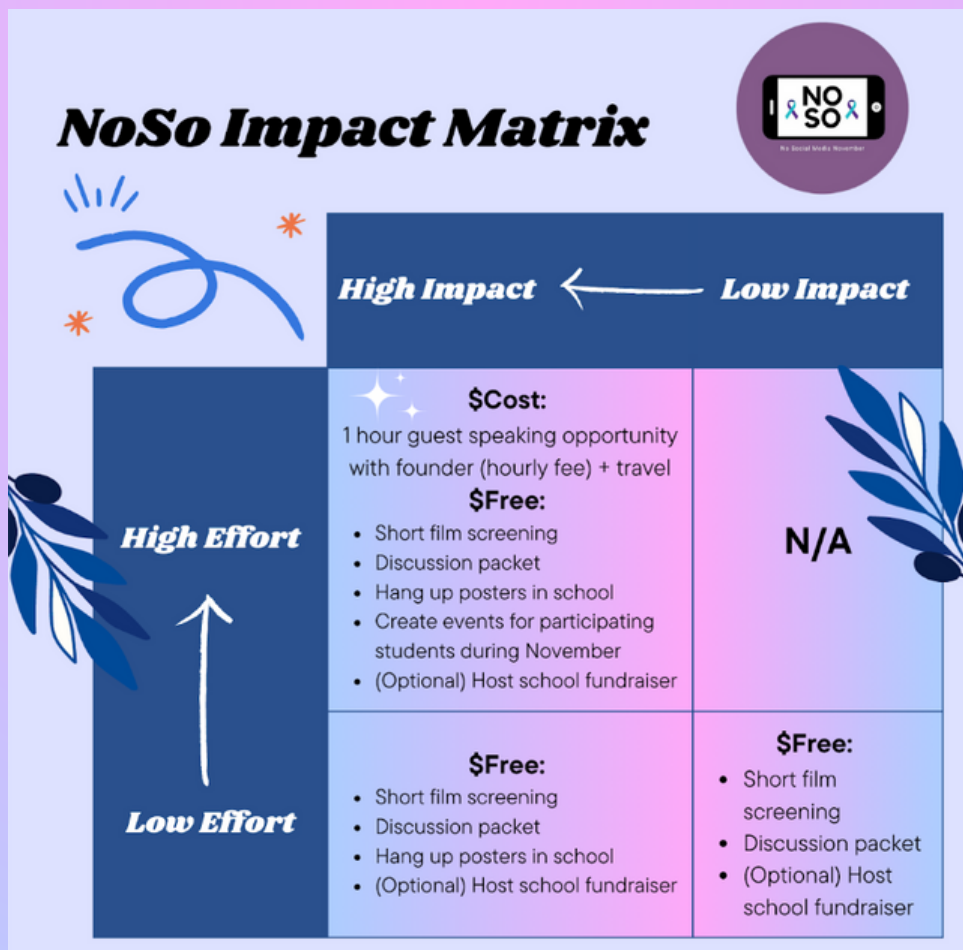 NoSo Impact Matrix
NO
SO
No Social Media November
High Impact
Low Impact
High Effort
$Cost:
1 hour guest speaking opportunity
with founder (hourly fee) + travel
$Free:
• Short film screening
• Discussion packet
• Hang up posters in school
• Create events for participating
students during November
• (Optional) Host school fundraiser
N/A
Low Effort
$Free:
• Short film screening
• Discussion packet
• Hang up posters in school
• (Optional) Host school fundraiser
$Free:
• Short film
screening
• Discussion packet
• (Optional) Host
school fundraiser